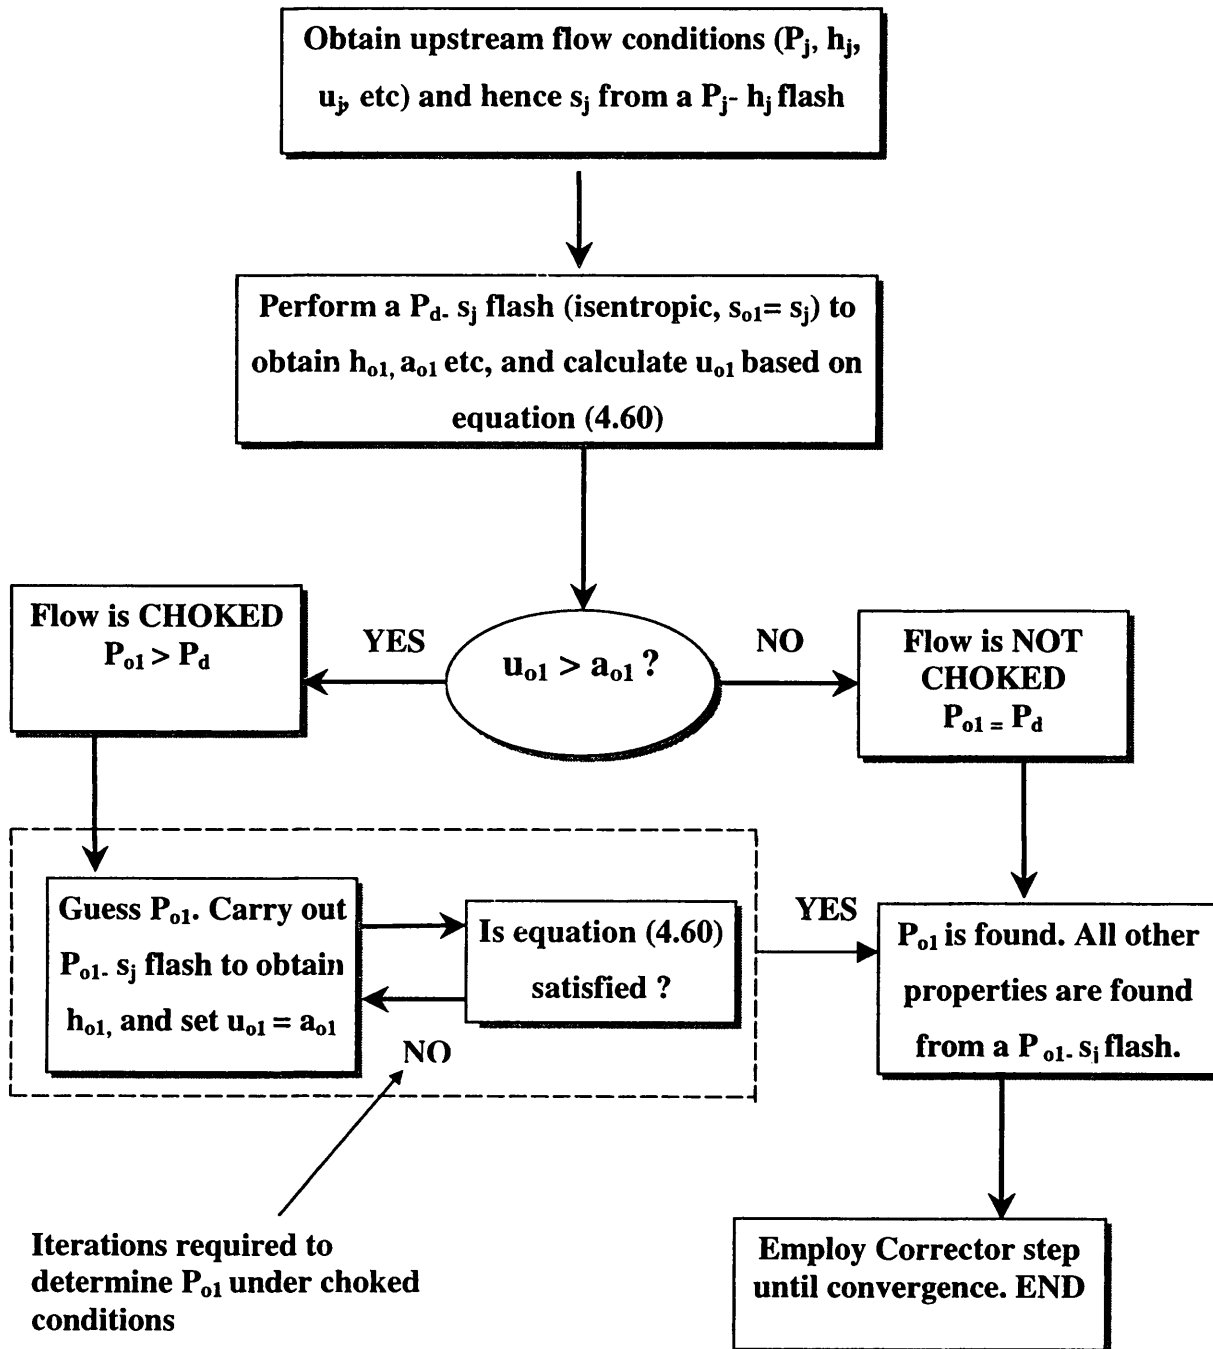 Obtain upstream flow conditions (Pj, hj,
uj, etc) and hence sj from a Pj- hj flash
Perform a Pd- sj flash (isentropic, so1= sj) to
obtain ho1, ao1 etc, and calculate uo1 based on
equation (4.60)
Flow is CHOKED
Po1 > Pd
YES
uo1 > ao1 ?
NO
Flow is NOT
CHOKED
Po1 = Pd
Guess Po1. Carry out
Po1- sj flash to obtain
ho1, and set uo1 = ao1
Is equation (4.60)
satisfied ?
NO
YES
Po1 is found. All other
properties are found
from a Po1- sj flash.
Iterations required to
determine Po1 under choked
conditions
Employ Corrector step
until convergence. END